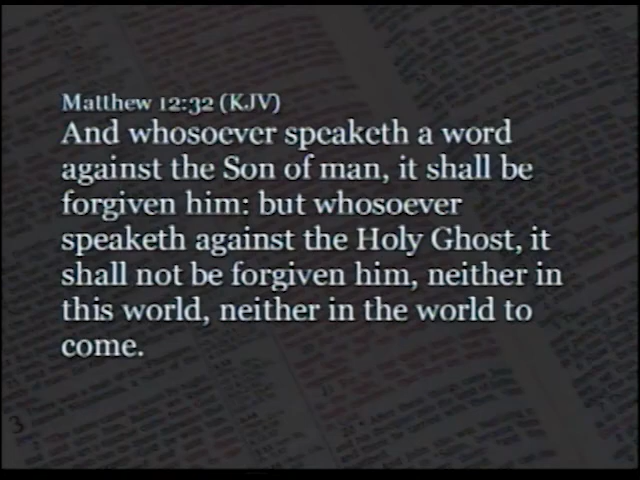 Matthew 12:32 (KJV)
And whosoever speaketh a word
against the Son of man, it shall be
forgiven him: but whosoever
speaketh against the Holy Ghost, it
shall not be forgiven him, neither in
this world, neither in the world to
come.
3